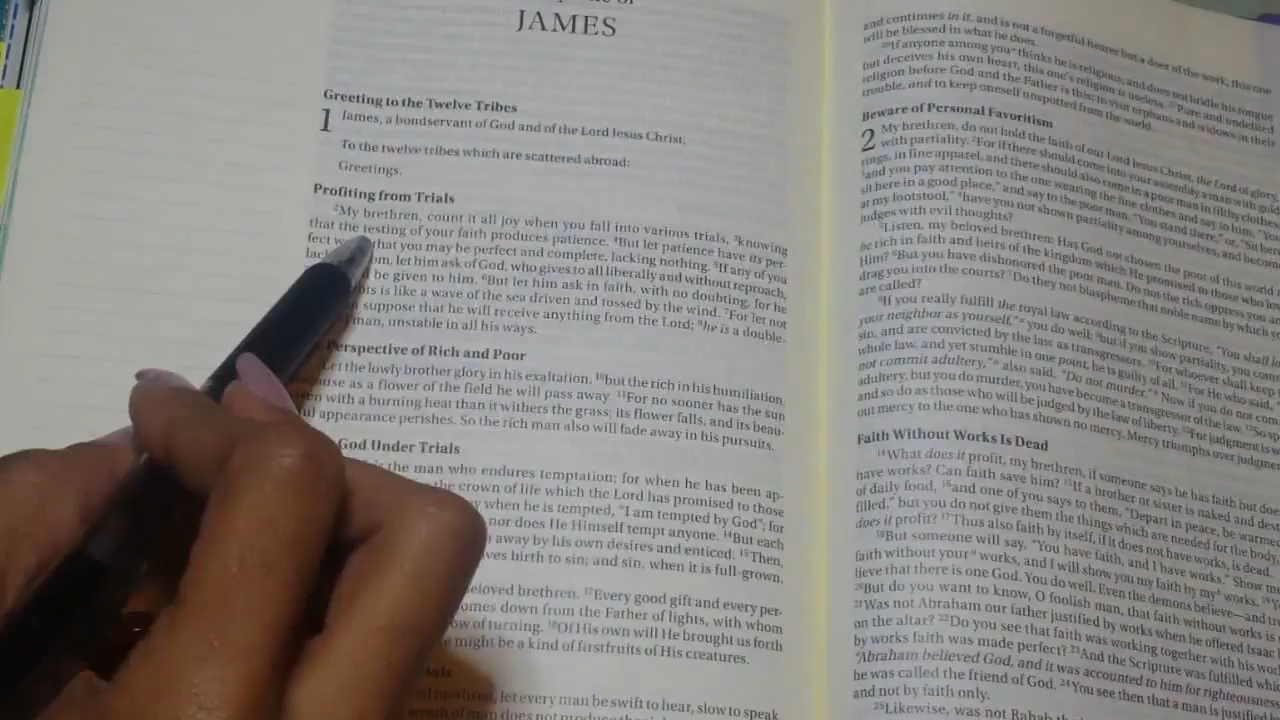 JAMES
Greeting to the Twelve Tribes
1 James, a bondservant of God and of the Lord Jesus Christ.
To the twelve tribes which are scattered abroad:
Greetings.
Profiting from Trials
2My brethren, count it all joy when you fall into various trials, 3knowing
that the testing of your faith produces patience. 4But let patience have its per-
fect that you may be perfect and complete, lacking nothing. 5If any of you
let him ask of God, who gives to all liberally and without reproach,
be given to him. 6But let him ask in faith, with no doubting, for he
is like a wave of the sea driven and tossed by the wind. 7For let not
suppose that he will receive anything from the Lord; 8he is a double-
man, unstable in all his ways.
Perspective of Rich and Poor
Let the lowly brother glory in his exaltation, 10but the rich in his humiliation,
as a flower of the field he will pass away. 11For no sooner has the sun
with a burning heat than it withers the grass; its flower falls, and its beau-
appearance perishes. So the rich man also will fade away in his pursuits.
God Under Trials
is the man who endures temptation; for when he has been ap-
the crown of life which the Lord has promised to those
when he is tempted, "I am tempted by God"; for
nor does He Himself tempt anyone. 14But each
away by his own desires and enticed. 15Then,
birth to sin; and sin, when it is full-grown,
beloved brethren. 17Every good gift and every per-
comes down from the Father of lights, with whom
of turning. 18Of His own will He brought us forth
might be a kind of firstfruits of His creatures.
let every man be swift to hear, slow to speak
and continues in it, and is not a forgetful hearer but a doer of the work, this one
will be blessed in what he does.
26If anyone among you thinks he is religious, and does not bridle his tongue
but deceives his own heart, this one's religion is useless. 27Pure and undefiled
religion before God and the Father is this: to visit orphans and widows in their
trouble, and to keep oneself unspotted from the world.
Beware of Personal Favoritism
2 My brethren, do not hold the faith of our Lord Jesus Christ, the Lord of glory,
with partiality. 2For if there should come into your assembly a man with gold
rings, in fine apparel, and there should also come in a poor man in filthy clothes,
3and you pay attention to the one wearing the fine clothes and say to him, "You
sit here in a good place," and say to the poor man, "You stand there," or, "Sit here
at my footstool," 4have you not shown partiality among yourselves, and become
judges with evil thoughts?
5Listen, my beloved brethren: Has God not chosen the poor of this world
be rich in faith and heirs of the kingdom which He promised to those who
Him? 6But you have dishonored the poor man. Do not the rich oppress you and
drag you into the courts? 7Do they not blaspheme that noble name by which you
are called?
8If you really fulfill the royal law according to the Scripture, "You shall
your neighbor as yourself," you do well; 9but if you show partiality, you commit
sin, and are convicted by the law as transgressors. 10For whoever shall keep
whole law, and yet stumble in one point, he is guilty of all. 11For He who said,
not commit adultery," also said, "Do not murder." Now if you do not com
adultery, but you do murder, you have become a transgressor of the law. 12So
and so do as those who will be judged by the law of liberty. 13For judgment is
out mercy to the one who has shown no mercy. Mercy triumphs over judgment
Faith Without Works Is Dead
14What does it profit, my brethren, if someone says he has faith but does
have works? Can faith save him? 15If a brother or sister is naked and des
of daily food, 16and one of you says to them, "Depart in peace, be warmed
filled," but you do not give them the things which are needed for the body,
does it profit? 17Thus also faith by itself, if it does not have works, is dead.
18But someone will say, "You have faith, and I have works." Show me
faith without your works, and I will show you my faith by my works.
lieve that there is one God. You do well. Even the demons believe—and
20But do you want to know, O foolish man, that faith without works is
21Was not Abraham our father justified by works when he offered Isaac
on the altar? 22Do you see that faith was working together with his
by works faith was made perfect? 23And the Scripture was fulfilled
"Abraham believed God, and it was accounted to him for righteousness
he was called the friend of God. 24You see then that a man is justified
and not by faith only.
25Likewise, was not Rahab the